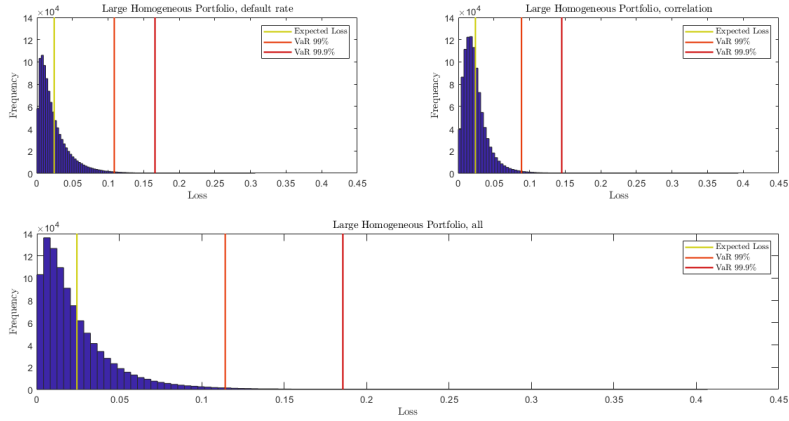 Large Homogeneous Portfolio, default rate
×10^4
14
12
10
8
6
4
2
0
Frequency
Expected Loss
VaR 99%
VaR 99.9%
0 0.05 0.1 0.15 0.2 0.25 0.3 0.35 0.4 0.45
Loss
Large Homogeneous Portfolio, correlation
×10^4
14
12
10
8
6
4
2
0
Frequency
Expected Loss
VaR 99%
VaR 99.9%
0 0.05 0.1 0.15 0.2 0.25 0.3 0.35 0.4 0.45
Loss
Large Homogeneous Portfolio, all
×10^4
14
12
10
8
6
4
2
0
Frequency
Expected Loss
VaR 99%
VaR 99.9%
0 0.05 0.1 0.15 0.2 0.25 0.3 0.35 0.4 0.45
Loss